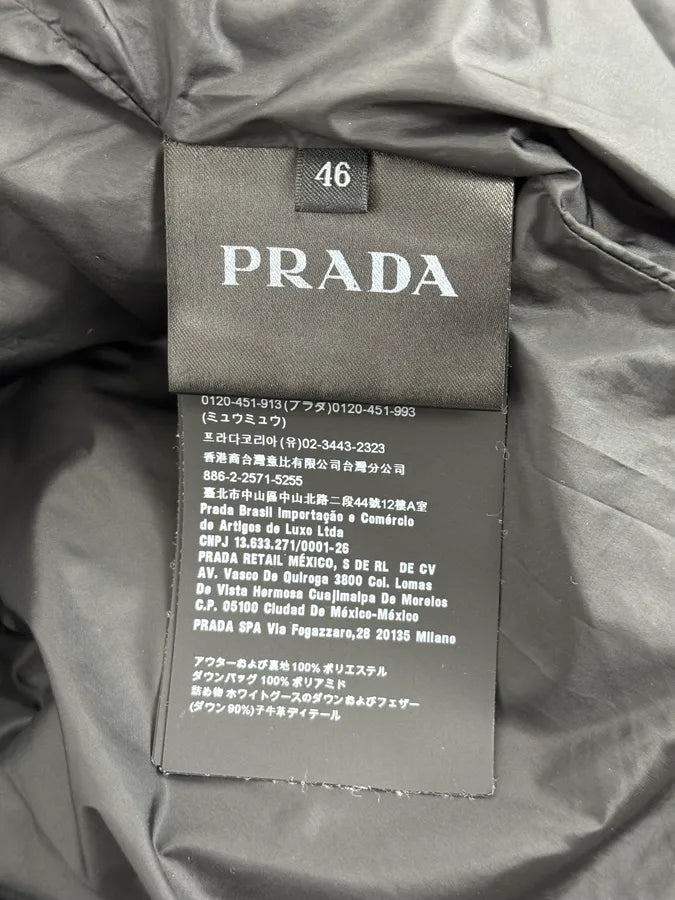 46
PRADA
0120-451-913(プラダ)0120-451-993
(ミュウミュウ)
프라다코리아(유)02-3443-2323
香港商台灣意比有限公司台灣分公司
886-2-2571-5255
臺北市中山區中山北路二段44號12樓A室
Prada Brasil Importação e Comércio
de Artigos de Luxo Ltda
CNPJ 13.633.271/0001-26
PRADA RETAIL MÉXICO, S DE RL DE CV
AV. Vasco De Quiroga 3800 Col. Lomas
De Vista Hermosa Cuajimalpa De Morelos
C.P. 05100 Ciudad De México-México
PRADA SPA Via Fogazzaro,28 20135 Milano
アウターおよび裏地100% ポリエステル
ダウンバッグ 100% ポリアミド
詰め物 ホワイトグースのダウンおよびフェザー
(ダウン 90%)子牛革ディテール